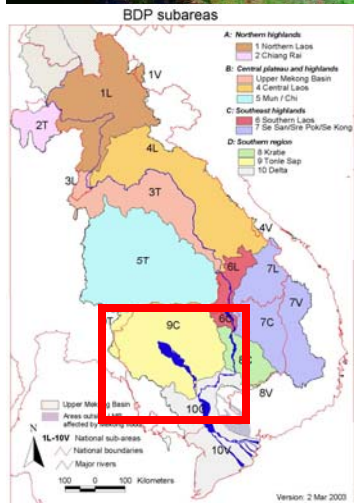 BDP subareas
A: Northern highlands
1 Northern Laos
2 Chiang Rai
B: Central plateau and highlands
Upper Mekong Basin
4 Central Laos
5 Mun / Chi
C: Southeast highlands
6 Southern Laos
7 Se San/Sre Pok/Se Kong
D: Southern region
8 Kratie
9 Tonle Sap
10 Delta
1V
1L
2T
4L
3L
3T
4V
5T
6L
7L
7V
9C
7C
8V
10V
Upper Mekong Basin
Areas
affected by Mekong
1L-10V National sub-areas
National boundaries
Major rivers
N
100 0 100 Kilometers
Version: 2 Mar 2003